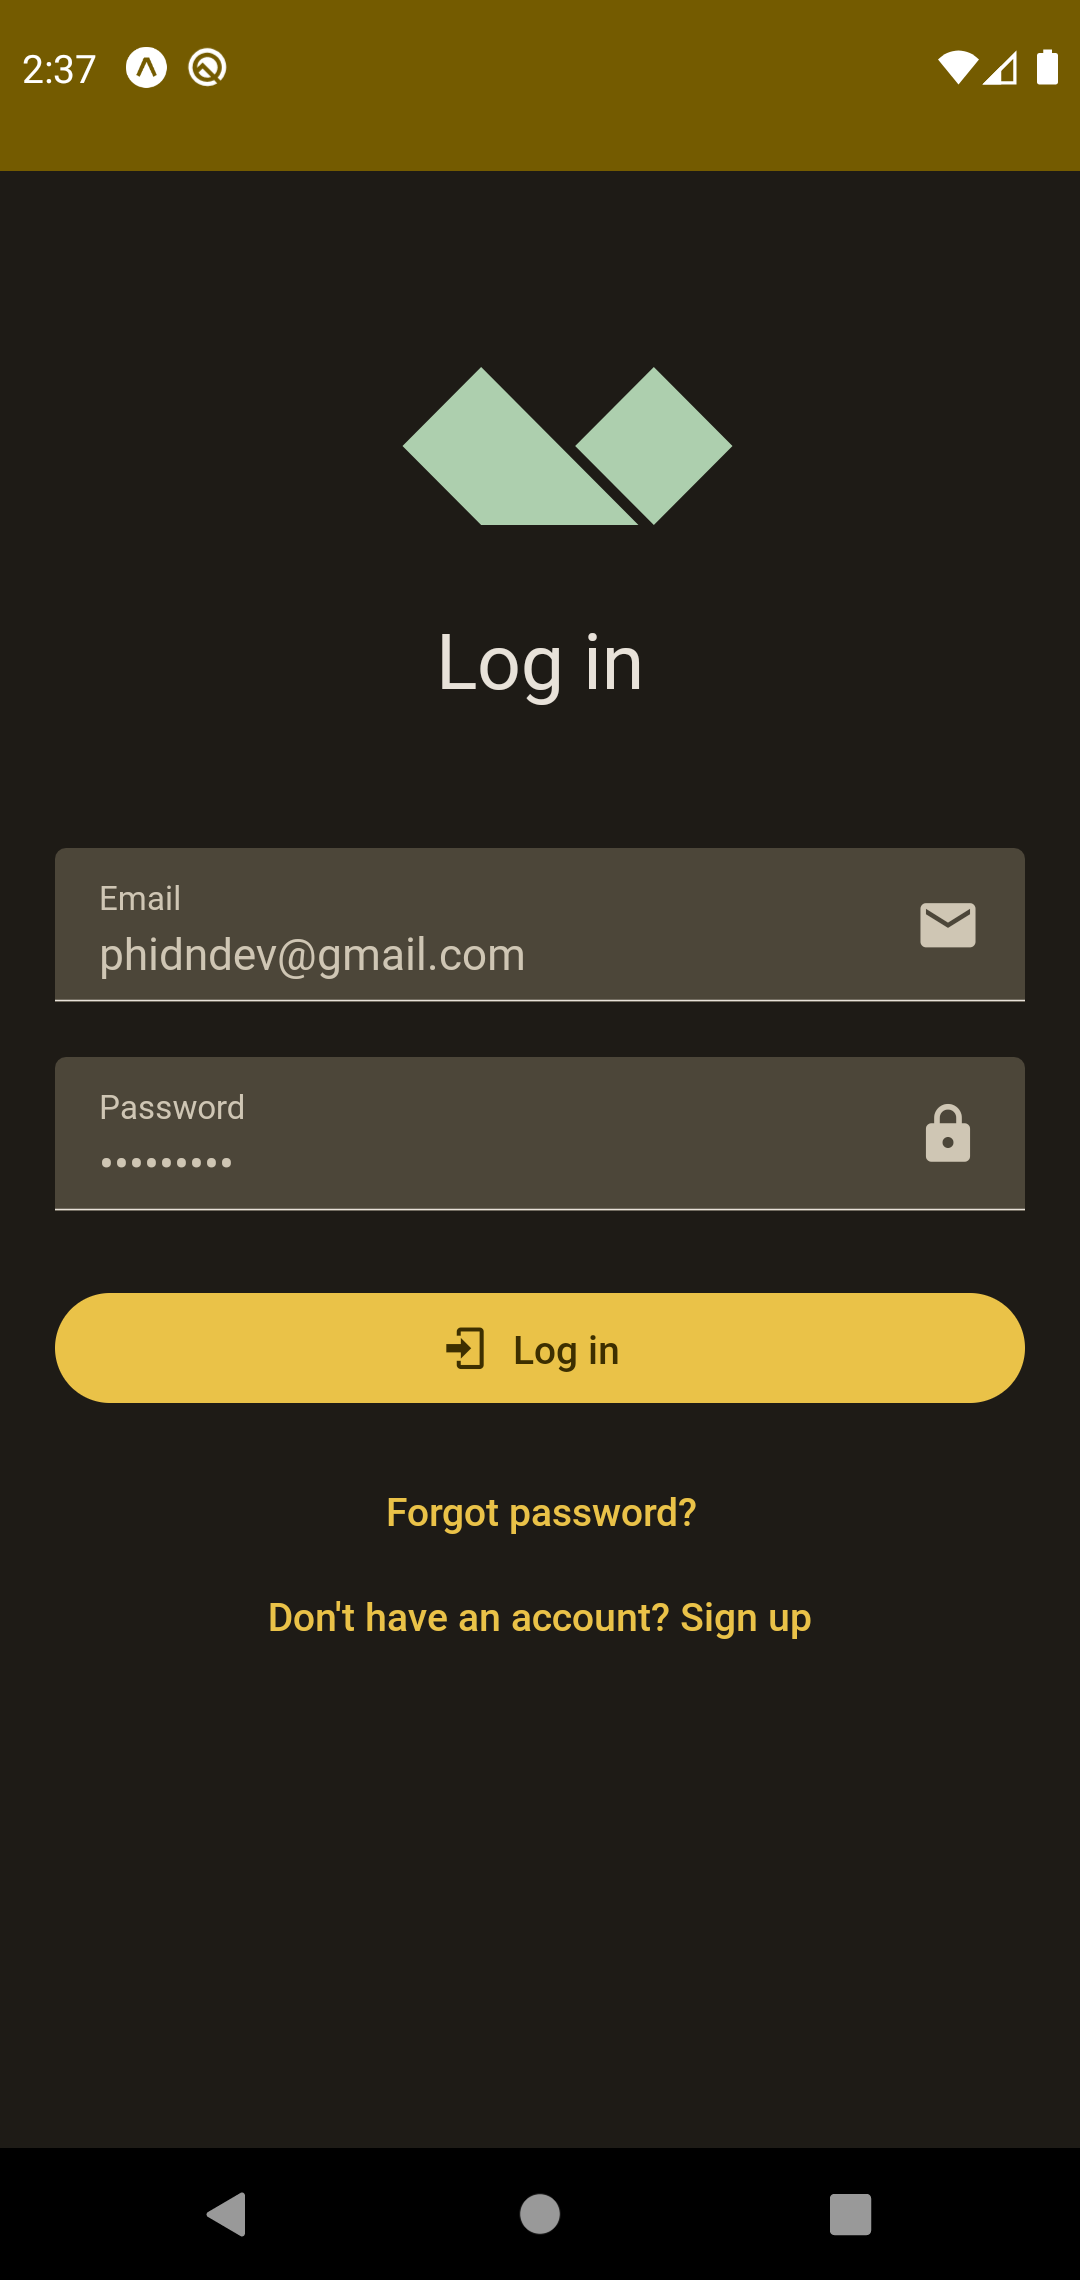 2:37
Log in
Email
phidndev@gmail.com
Password
•••••••••
Log in
Forgot password?
Don't have an account? Sign up